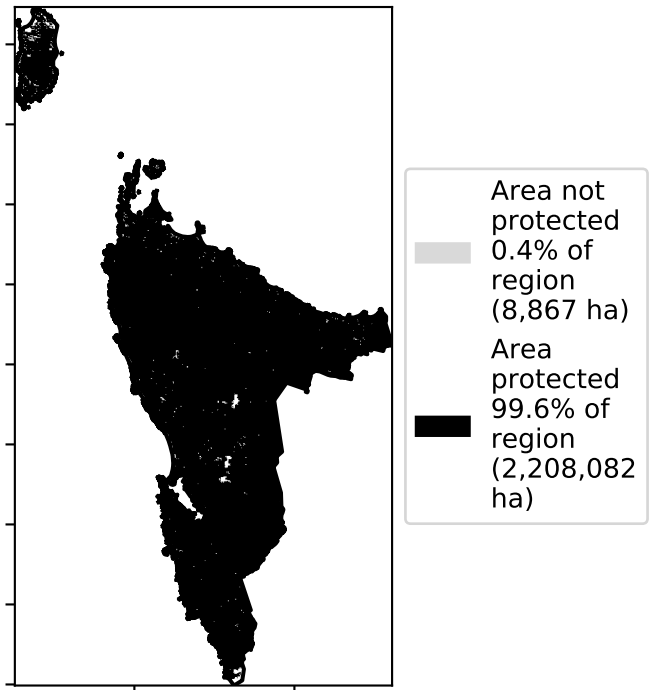 Area not
protected
0.4% of
region
(8,867 ha)
Area
protected
99.6% of
region
(2,208,082
ha)